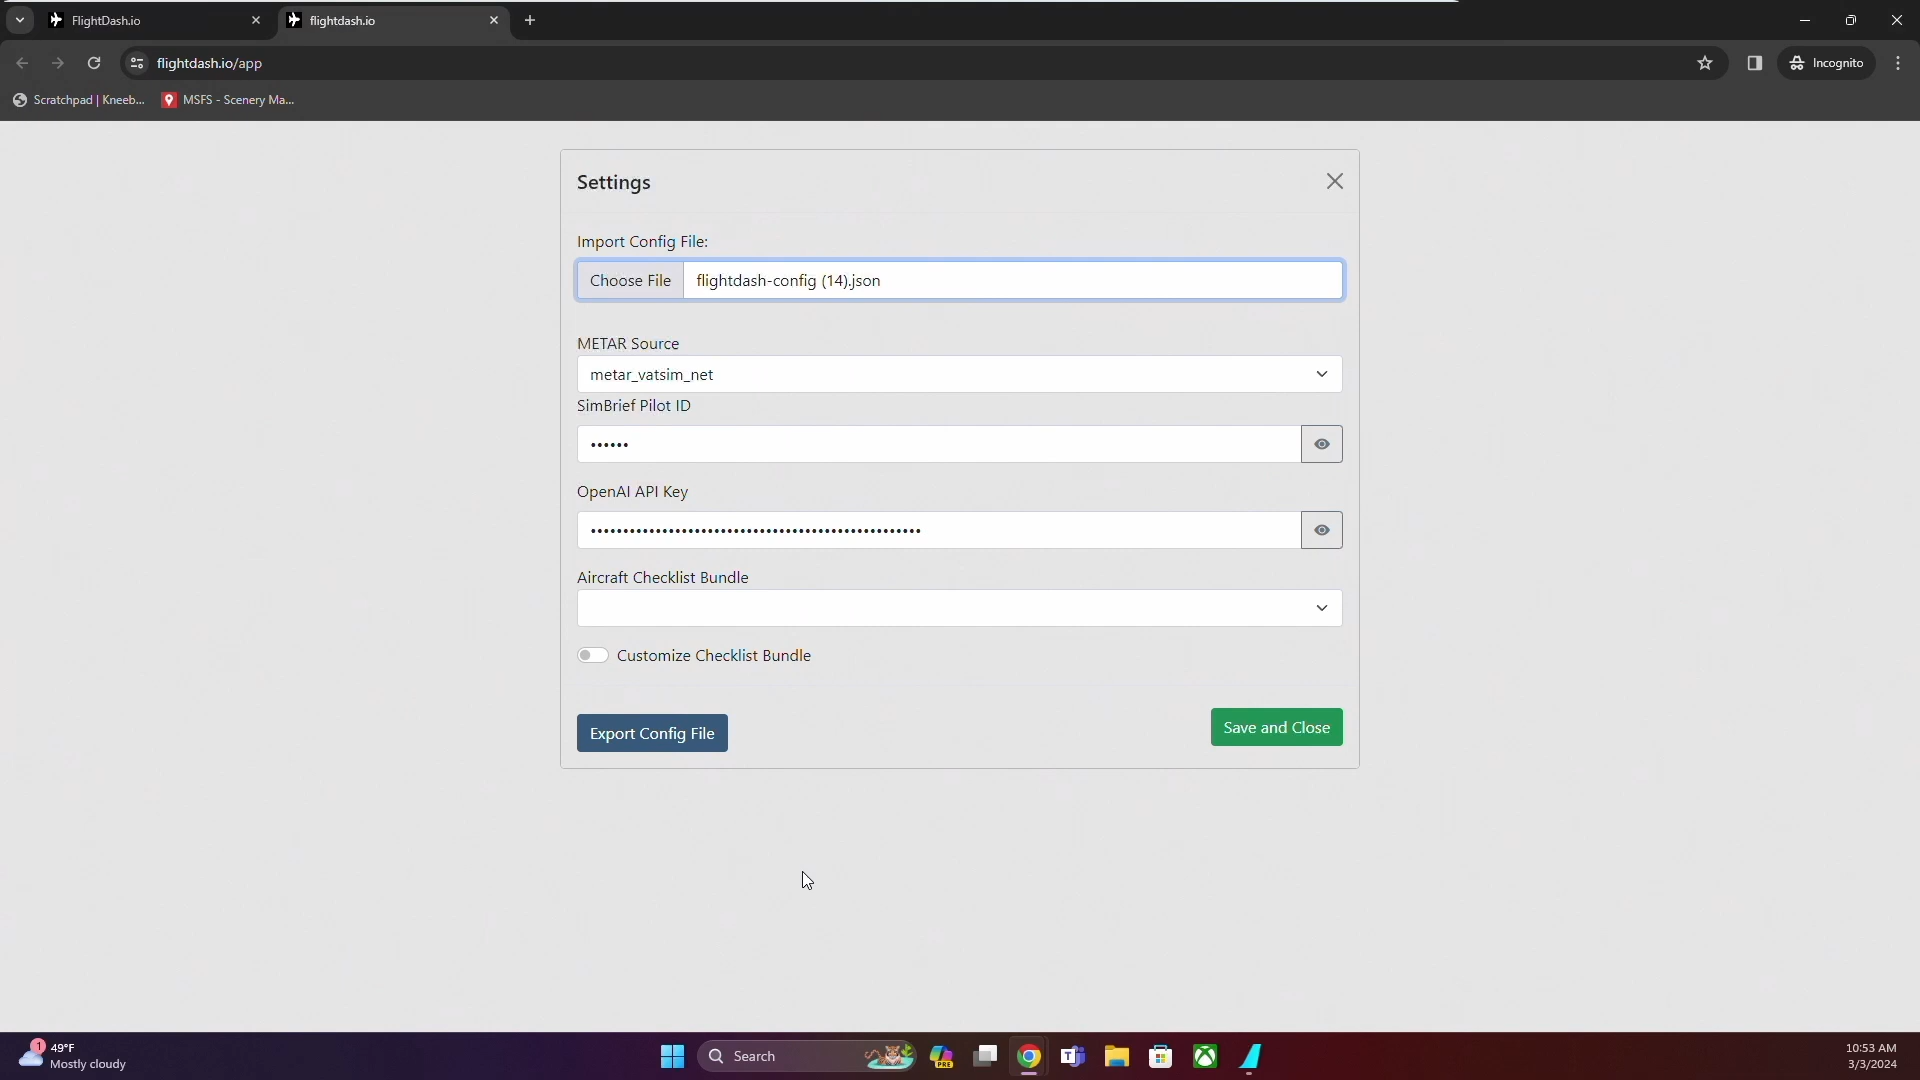 FlightDash.io
flightdash.io
flightdash.io/app
Incognito
Scratchpad | Kneeb...
MSFS - Scenery Ma...
Settings
Import Config File:
Choose File
flightdash-config (14).json
METAR Source
metar_vatsim_net
SimBrief Pilot ID
••••••
OpenAI API Key
•••••••••••••••••••••••••••••••••••••••••••••••••••
Aircraft Checklist Bundle
Customize Checklist Bundle
Export Config File
Save and Close
1
49°F
Mostly cloudy
Search
PRE
T
10:53 AM
3/3/2024